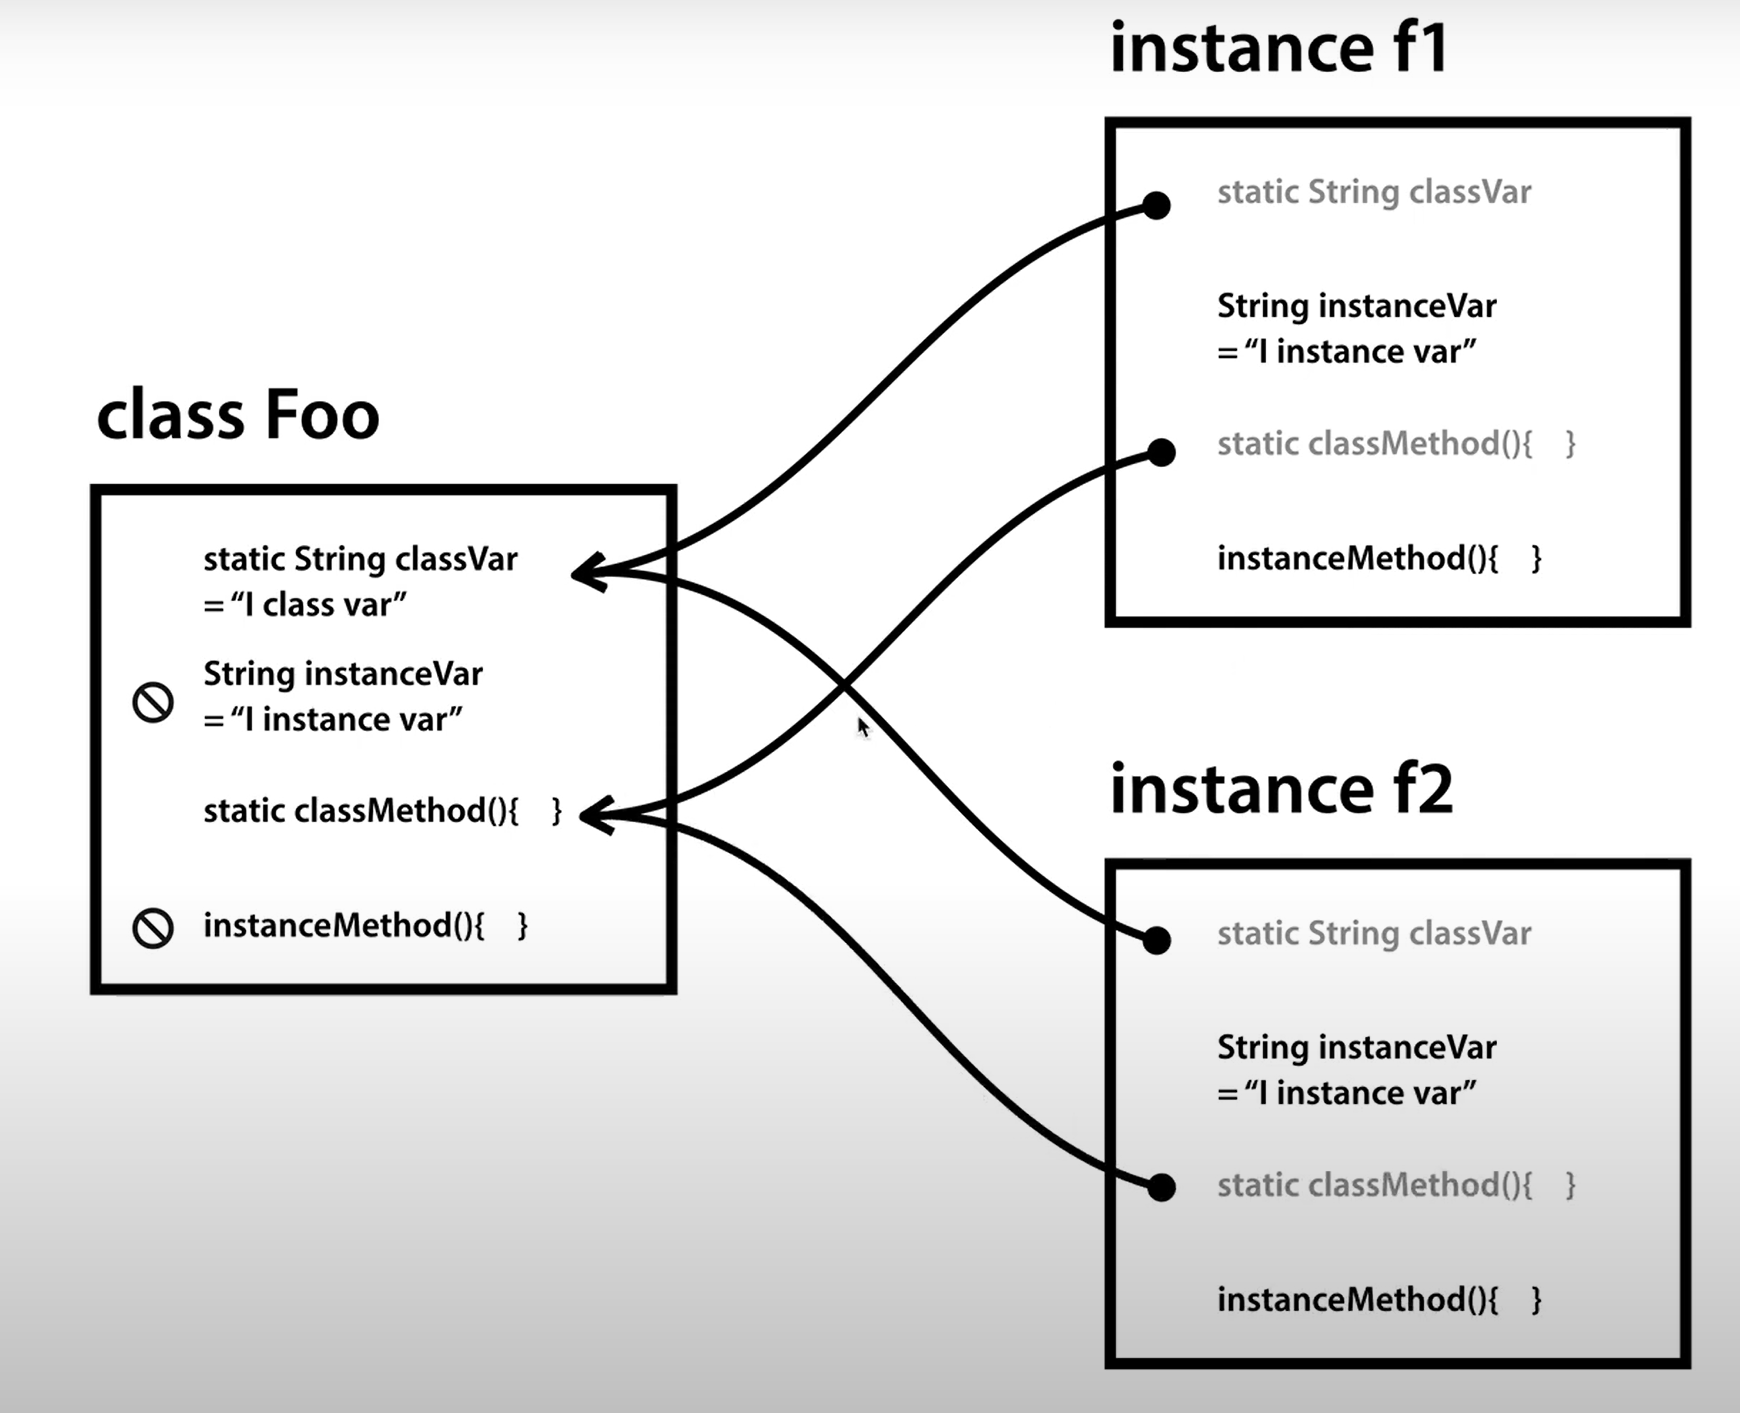 class Foo
static String classVar
= “I class var”
String instanceVar
= “I instance var”
static classMethod(){ }
instanceMethod(){ }
instance f1
static String classVar
String instanceVar
= “I instance var”
static classMethod(){ }
instanceMethod(){ }
instance f2
static String classVar
String instanceVar
= “I instance var”
static classMethod(){ }
instanceMethod(){ }